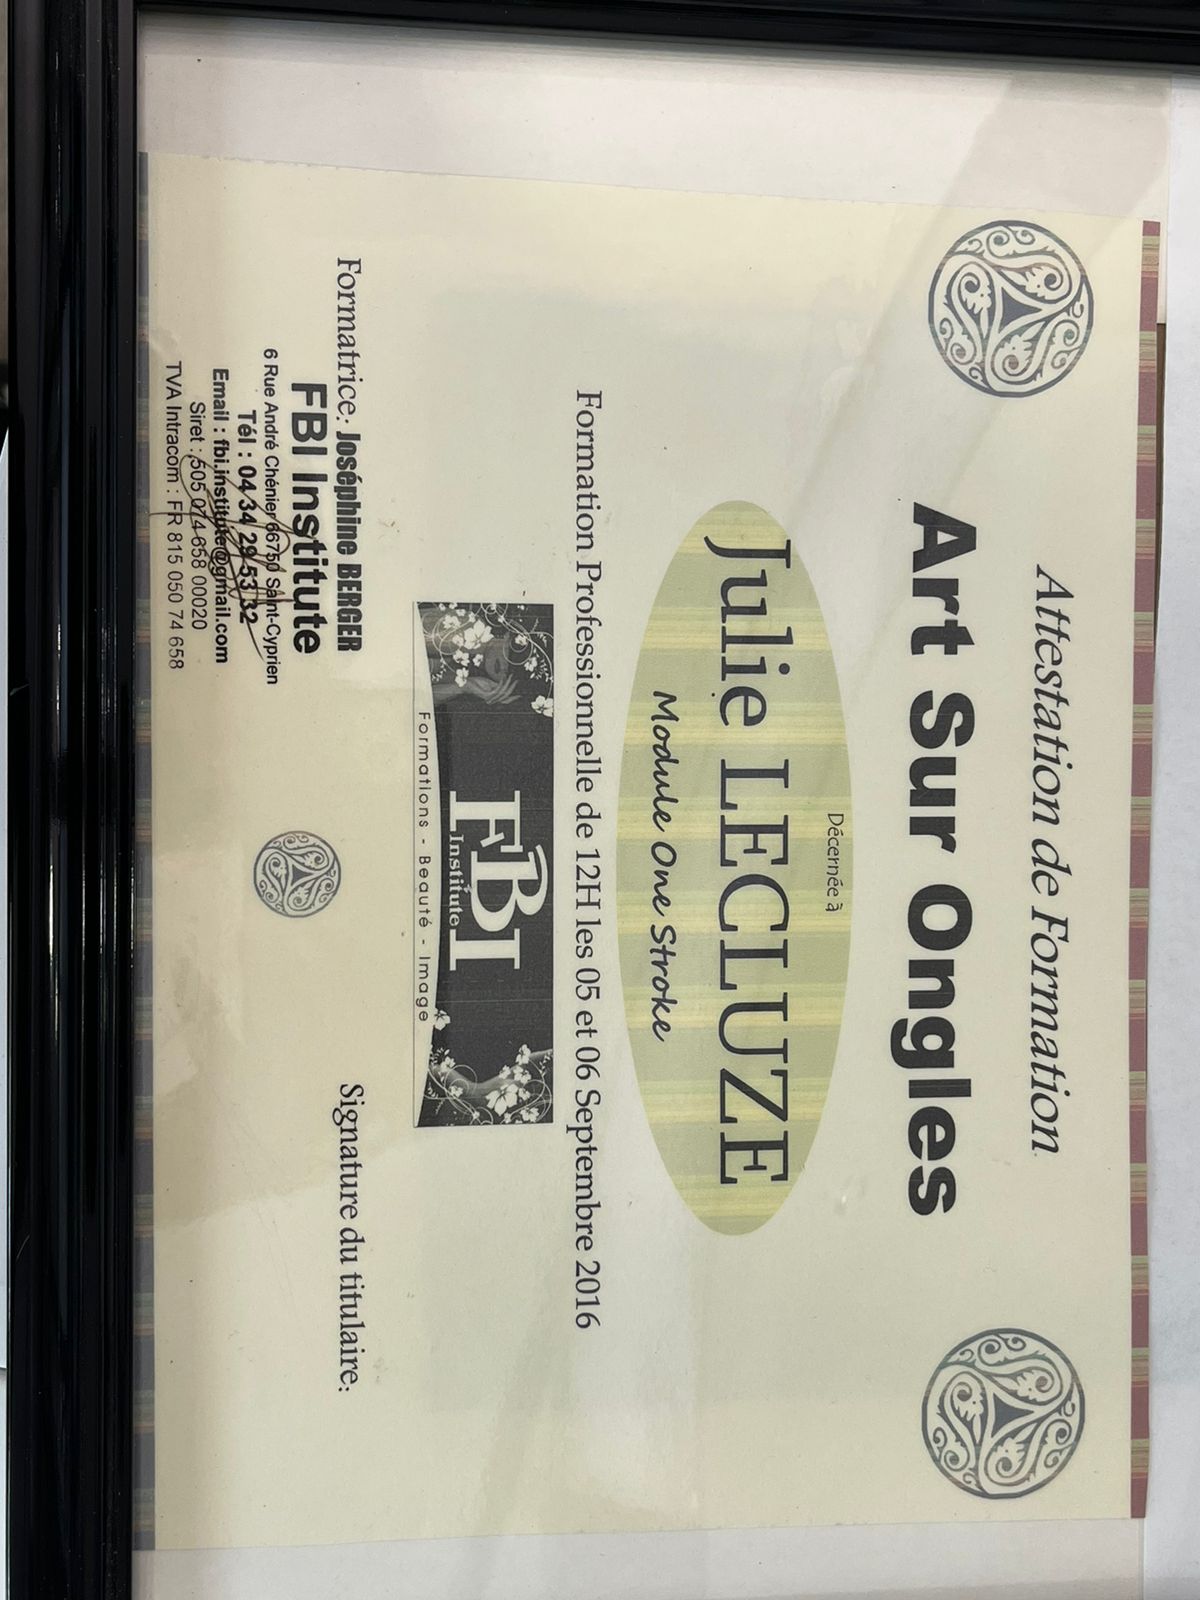 Attestation de Formation
Art Sur Ongles
Décernée à
Julie LECLUZE
Module One Stroke
Formation Professionnelle de 12H les 05 et 06 Septembre 2016
FBI
Institute
Formations - Beauté - Image
Formatrice: Joséphine BERGER
Signature du titulaire:
FBI Institute
6 Rue André Chénier 66750 Saint-Cyprien
Tél : 04 34 29 53 32
Email : fbi.institute@gmail.com
Siret : 505 074 658 00020
TVA Intracom : FR 815 050 74 658